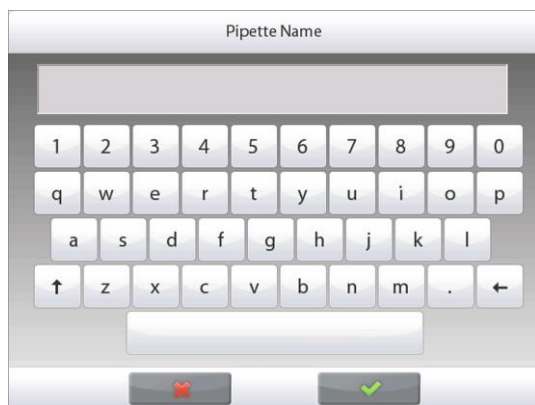 Pipette Name
1 2 3 4 5 6 7 8 9 0
q w e r t y u i o p
a s d f g h j k l
↑ z x c v b n m . ←